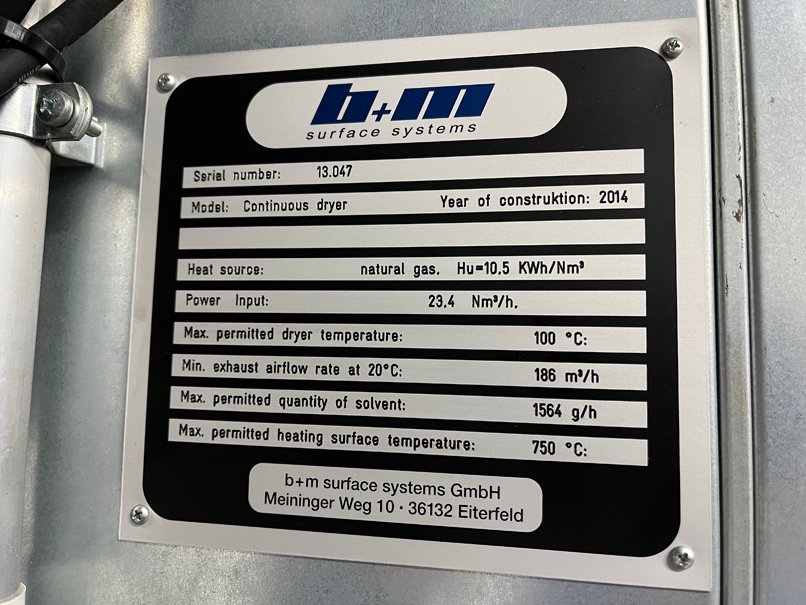 b+m
surface systems
Serial number: 13.047
Model: Continuous dryer Year of construktion: 2014
Heat source: natural gas, Hu=10.5 KWh/Nm³
Power Input: 23.4 Nm³/h.
Max. permitted dryer temperature: 100 °C:
Min. exhaust airflow rate at 20°C: 186 m³/h
Max. permitted quantity of solvent: 1564 g/h
Max. permitted heating surface temperature: 750 °C:
b+m surface systems GmbH
Meininger Weg 10 · 36132 Eiterfeld